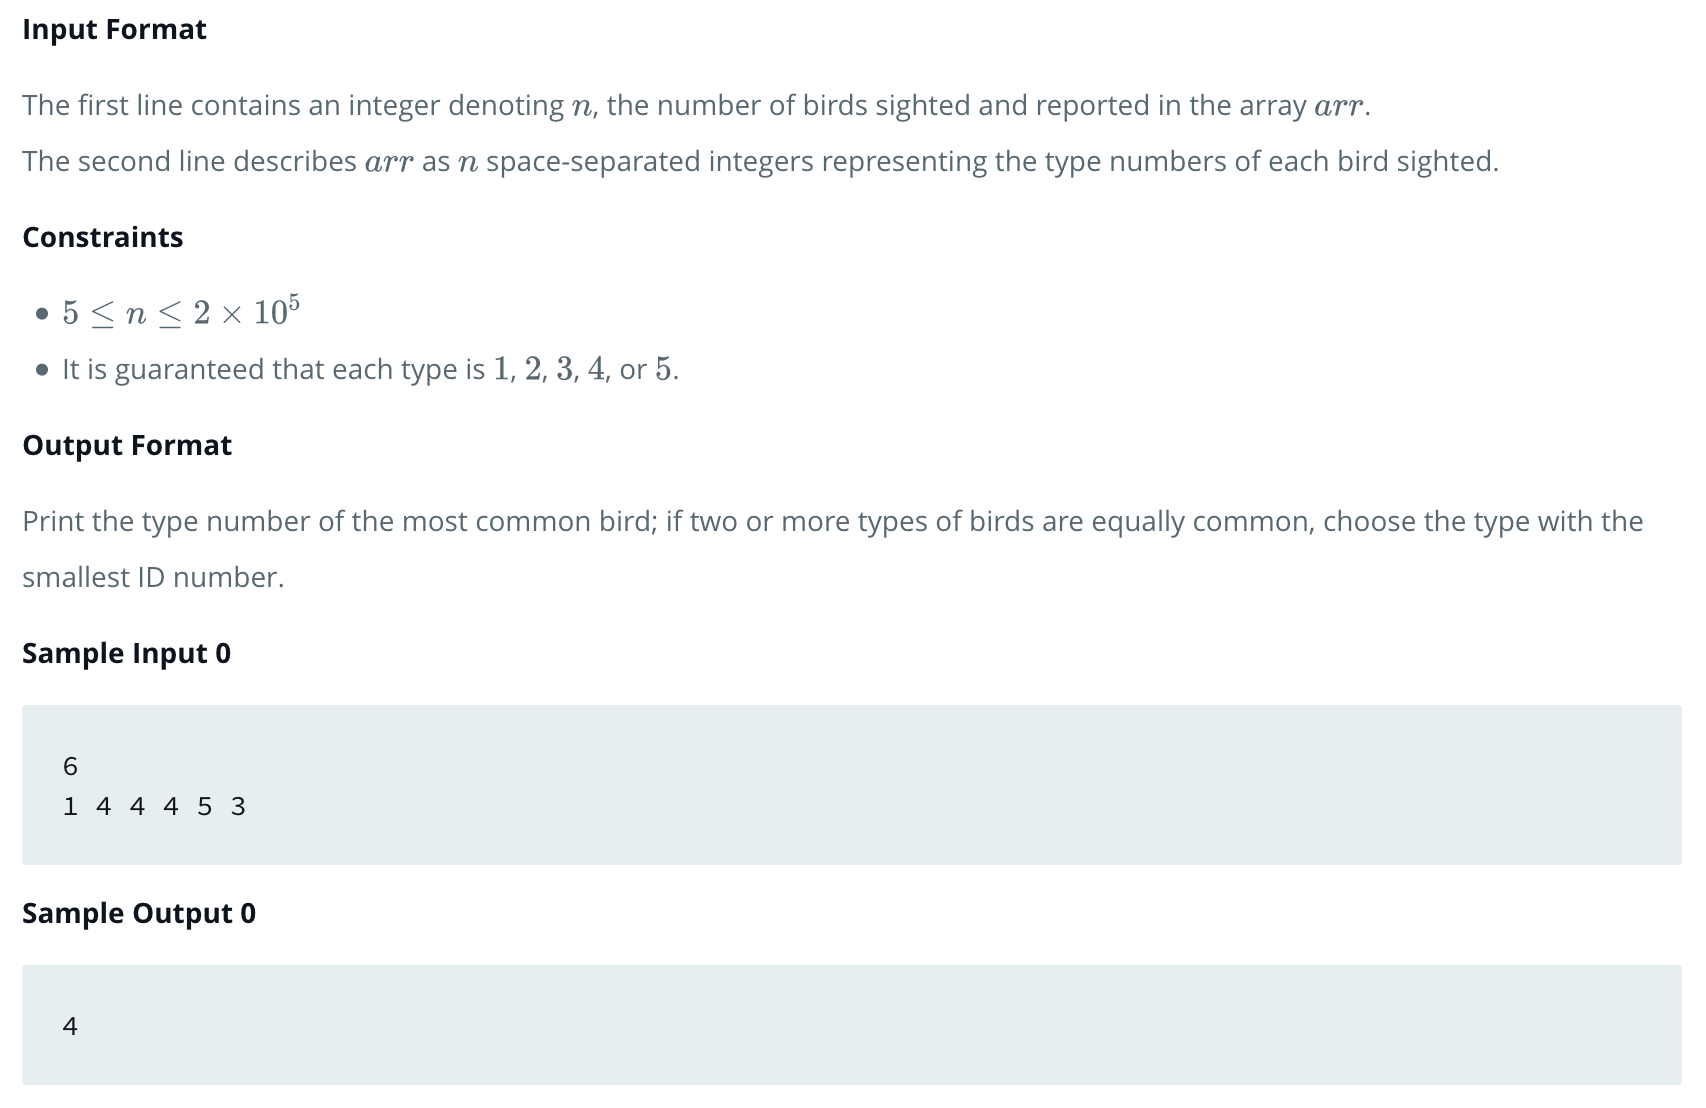 Input Format
The first line contains an integer denoting n, the number of birds sighted and reported in the array arr.
The second line describes arr as n space-separated integers representing the type numbers of each bird sighted.
Constraints
• 5 ≤ n ≤ 2 × 10⁵
• It is guaranteed that each type is 1, 2, 3, 4, or 5.
Output Format
Print the type number of the most common bird; if two or more types of birds are equally common, choose the type with the
smallest ID number.
Sample Input 0
6
1 4 4 4 5 3
Sample Output 0
4